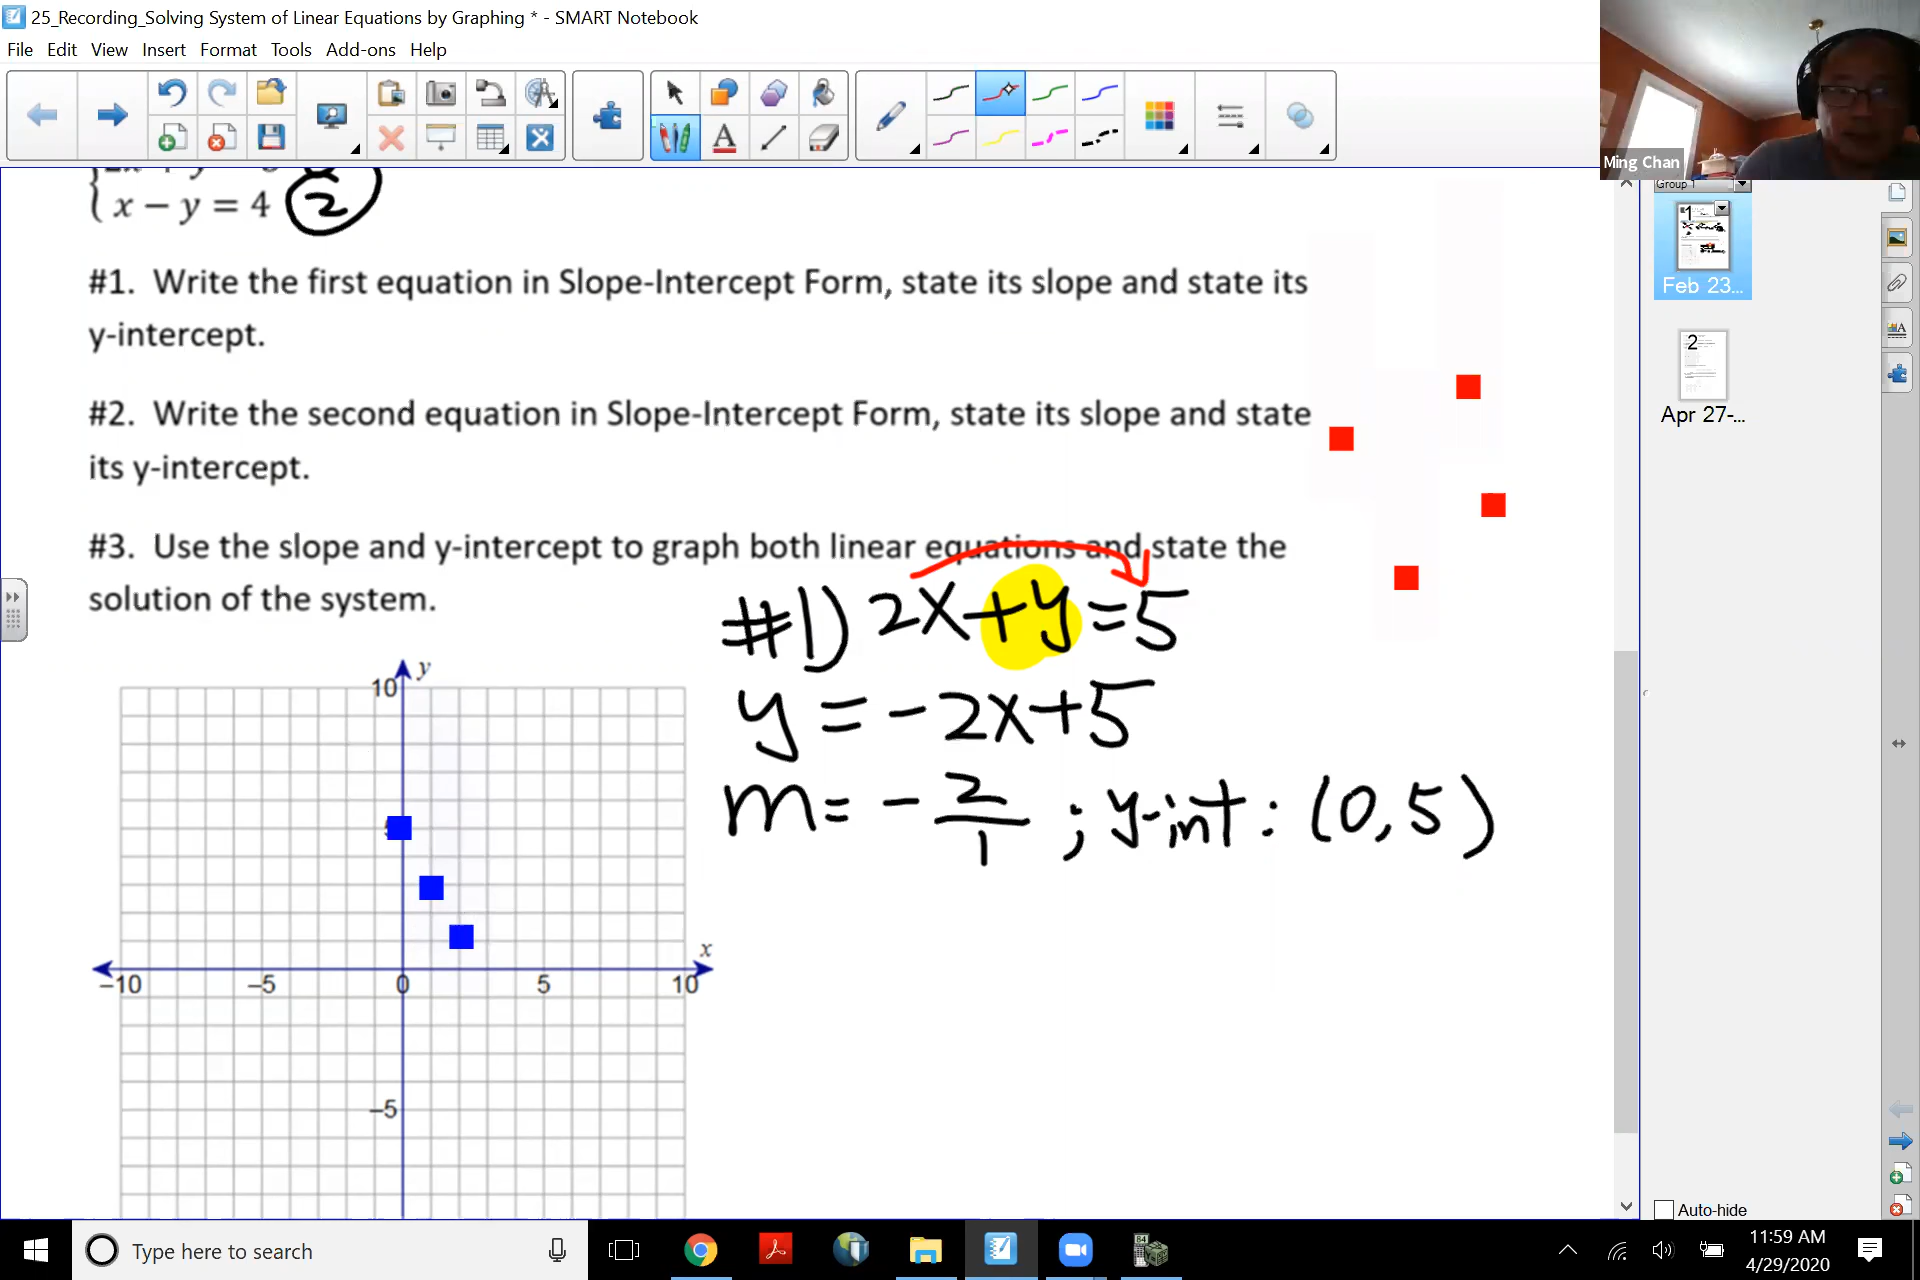 25_Recording_Solving System of Linear Equations by Graphing * - SMART Notebook
File Edit View Insert Format Tools Add-ons Help
Ming Chan
Group 1
x − y = 4 2
#1. Write the first equation in Slope-Intercept Form, state its slope and state its
y-intercept.
#2. Write the second equation in Slope-Intercept Form, state its slope and state
its y-intercept.
#3. Use the slope and y-intercept to graph both linear equations and state the
solution of the system.
#1) 2x+y=5
y = -2x+5
m = - 2/1 ; y-int : (0,5)
y
10
x
−10 −5 0 5 10
−5
1
Feb 23...
2
Apr 27-...
Auto-hide
Type here to search
84
11:59 AM
4/29/2020